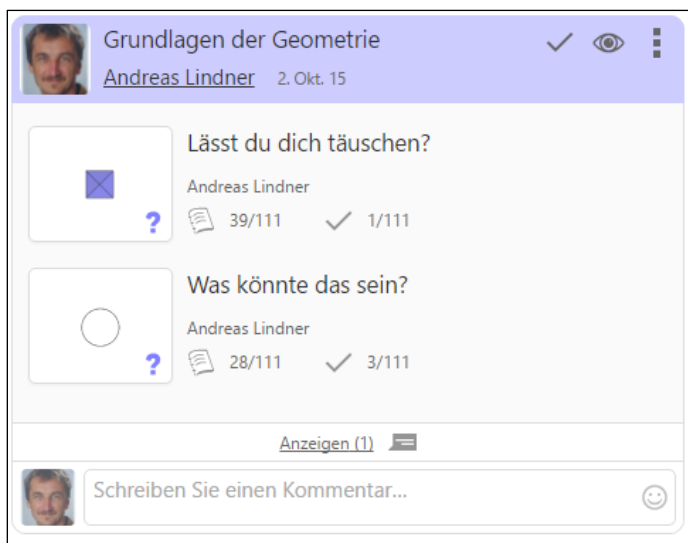 Grundlagen der Geometrie
Andreas Lindner 2. Okt. 15
Lässt du dich täuschen?
Andreas Lindner
39/111 1/111
?
Was könnte das sein?
Andreas Lindner
28/111 3/111
?
Anzeigen (1)
Schreiben Sie einen Kommentar...